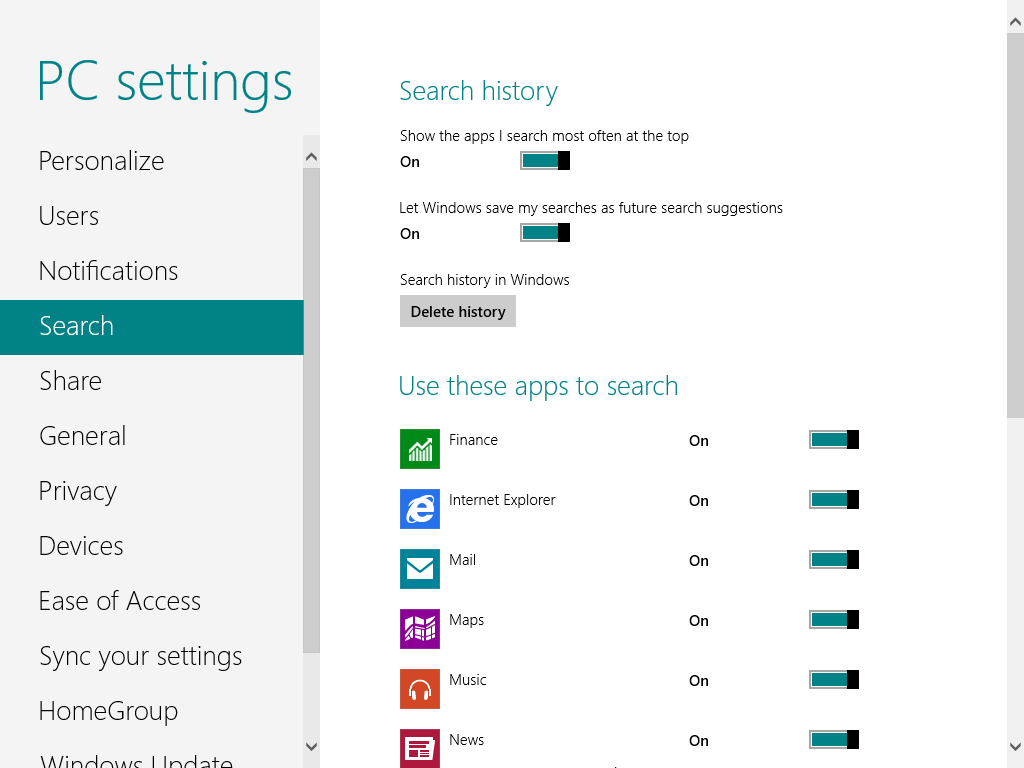 PC settings
Personalize
Users
Notifications
Search
Share
General
Privacy
Devices
Ease of Access
Sync your settings
HomeGroup
Windows Update
Search history
Show the apps I search most often at the top
On
Let Windows save my searches as future search suggestions
On
Search history in Windows
Delete history
Use these apps to search
Finance On
Internet Explorer On
Mail On
Maps On
Music On
News On